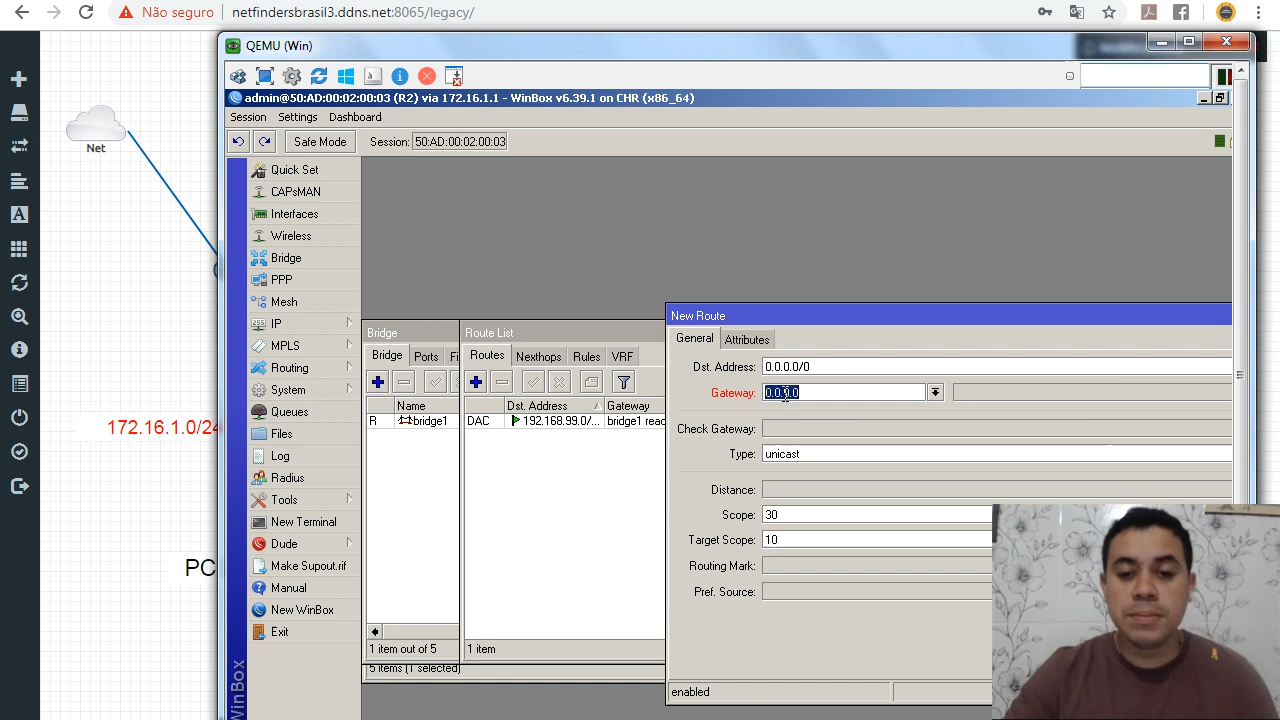 Não seguro
netfindersbrasil3.ddns.net:8065/legacy/
QEMU (Win)
admin@50:AD:00:02:00:03 (R2) via 172.16.1.1 - WinBox v6.39.1 on CHR (x86_64)
Session Settings Dashboard
Safe Mode Session: 50:AD:00:02:00:03
Net
172.16.1.0/24
PC
A
Quick Set
CAPsMAN
Interfaces
Wireless
Bridge
PPP
Mesh
255 IP
MPLS
Routing
System
Queues
Files
Log
Radius
Tools
New Terminal
Dude
Make Supout.rif
Manual
New WinBox
Exit
WinBox
Bridge
Bridge Ports
Name
R bridge1
1 item out of 5
5 items (1 selected)
Route List
Routes Nexthops Rules VRF
Dst. Address Gateway
DAC 192.168.99.0/... bridge1 reac
1 item
New Route
General Attributes
Dst. Address: 0.0.0.0/0
Gateway: 0.0.0.0
Check Gateway:
Type: unicast
Distance:
Scope: 30
Target Scope: 10
Routing Mark:
Pref. Source:
enabled